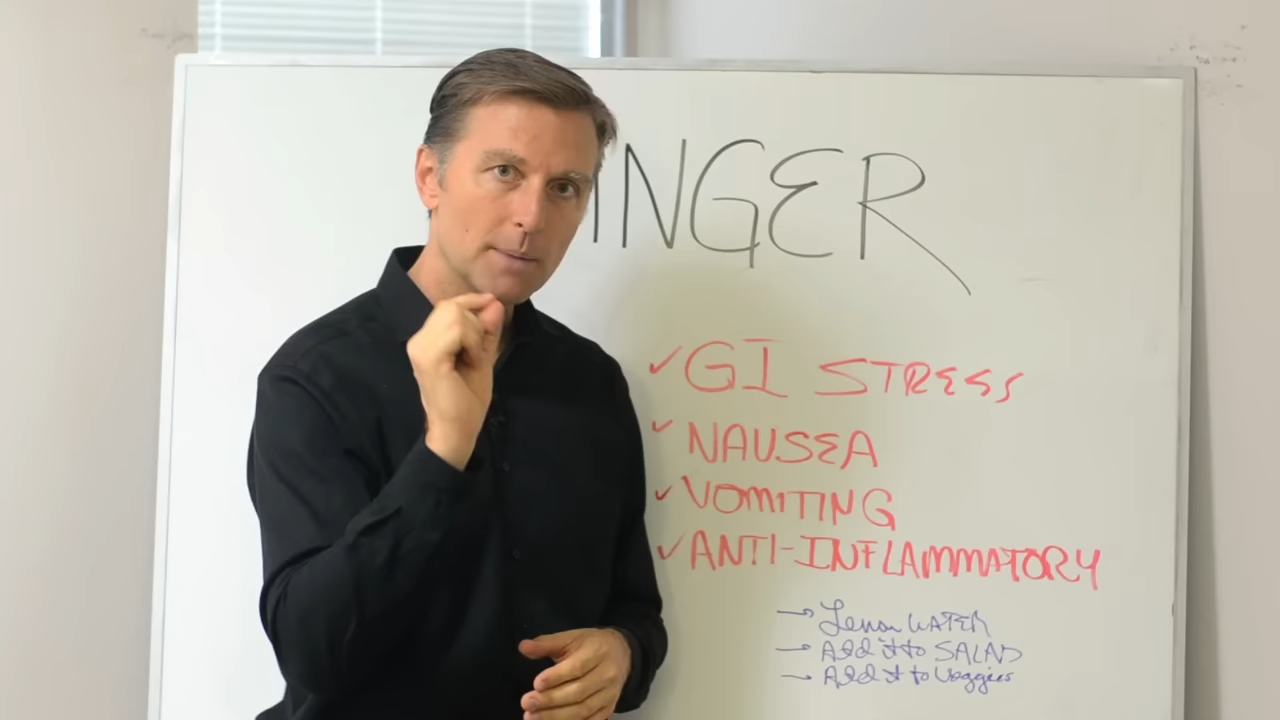 INGER
✓ GI STRESS
✓ NAUSEA
✓ VOMITING
✓ ANTI-INFLAMMATORY
→ Lemon WATER
→ Add it to SALAD
→ Add it to Veggies